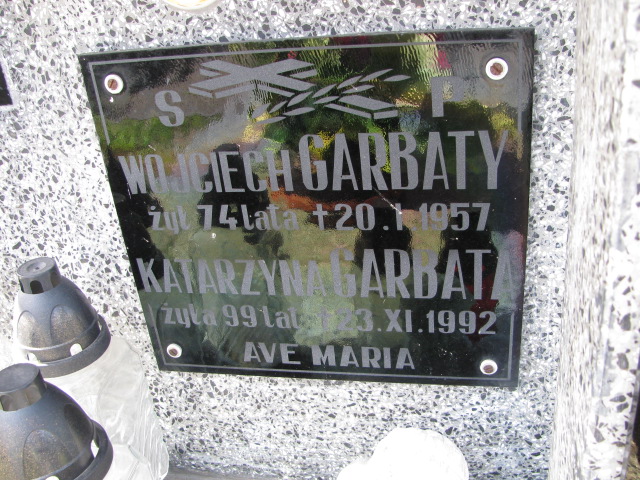 S P
WOJCIECH GARBATY
żył 74 lata †20.I 1957
KATARZYNA GARBATA
żyła 99 lat †23.XI.1992
AVE MARIA